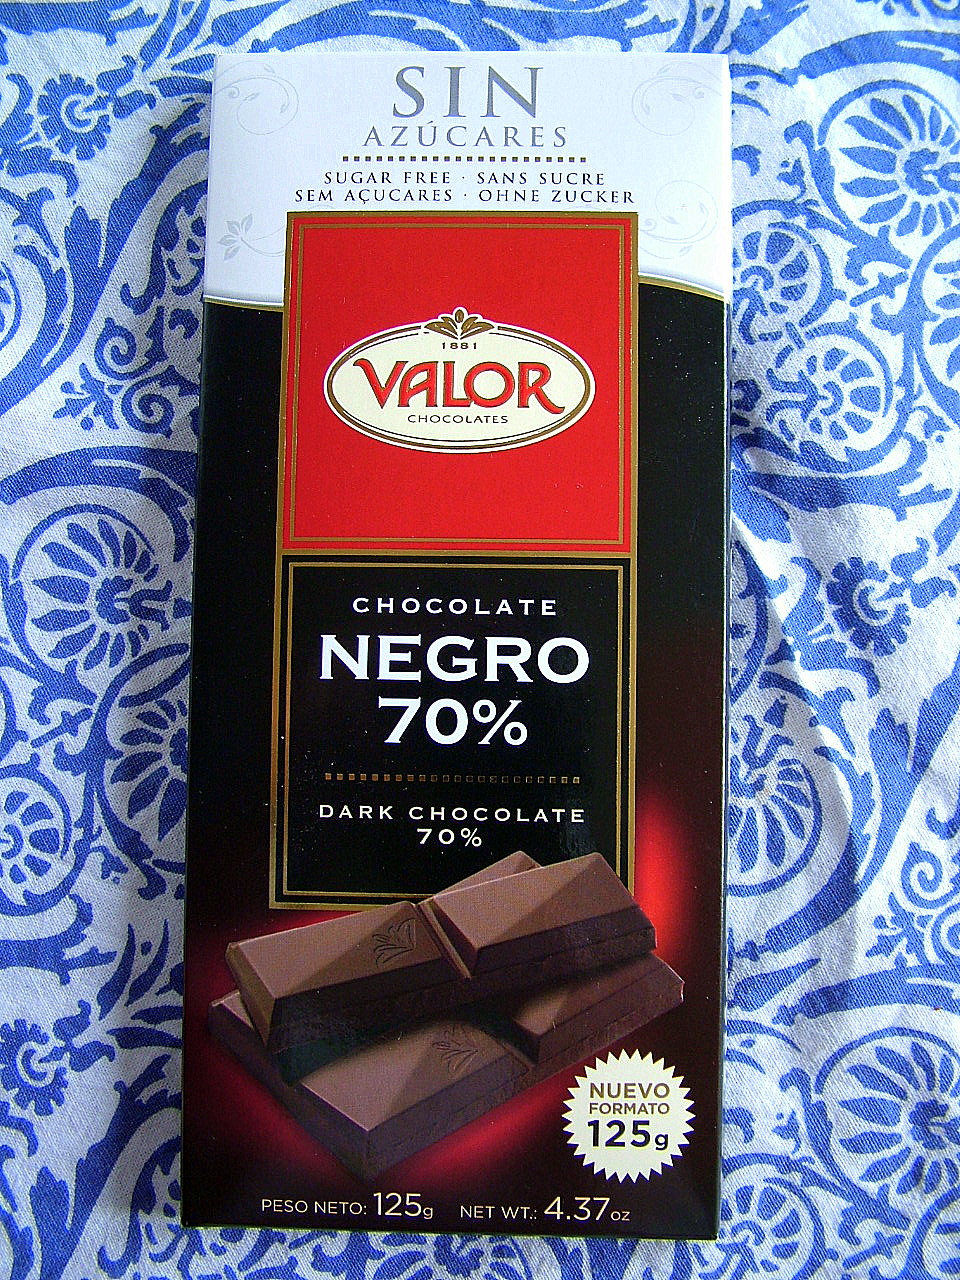 SIN
AZÚCARES
SUGAR FREE · SANS SUCRE
SEM AÇUCARES · OHNE ZUCKER
1881
VALOR
CHOCOLATES
CHOCOLATE
NEGRO
70%
DARK CHOCOLATE
70%
NUEVO
FORMATO
125g
PESO NETO: 125g NET WT.: 4.37oz